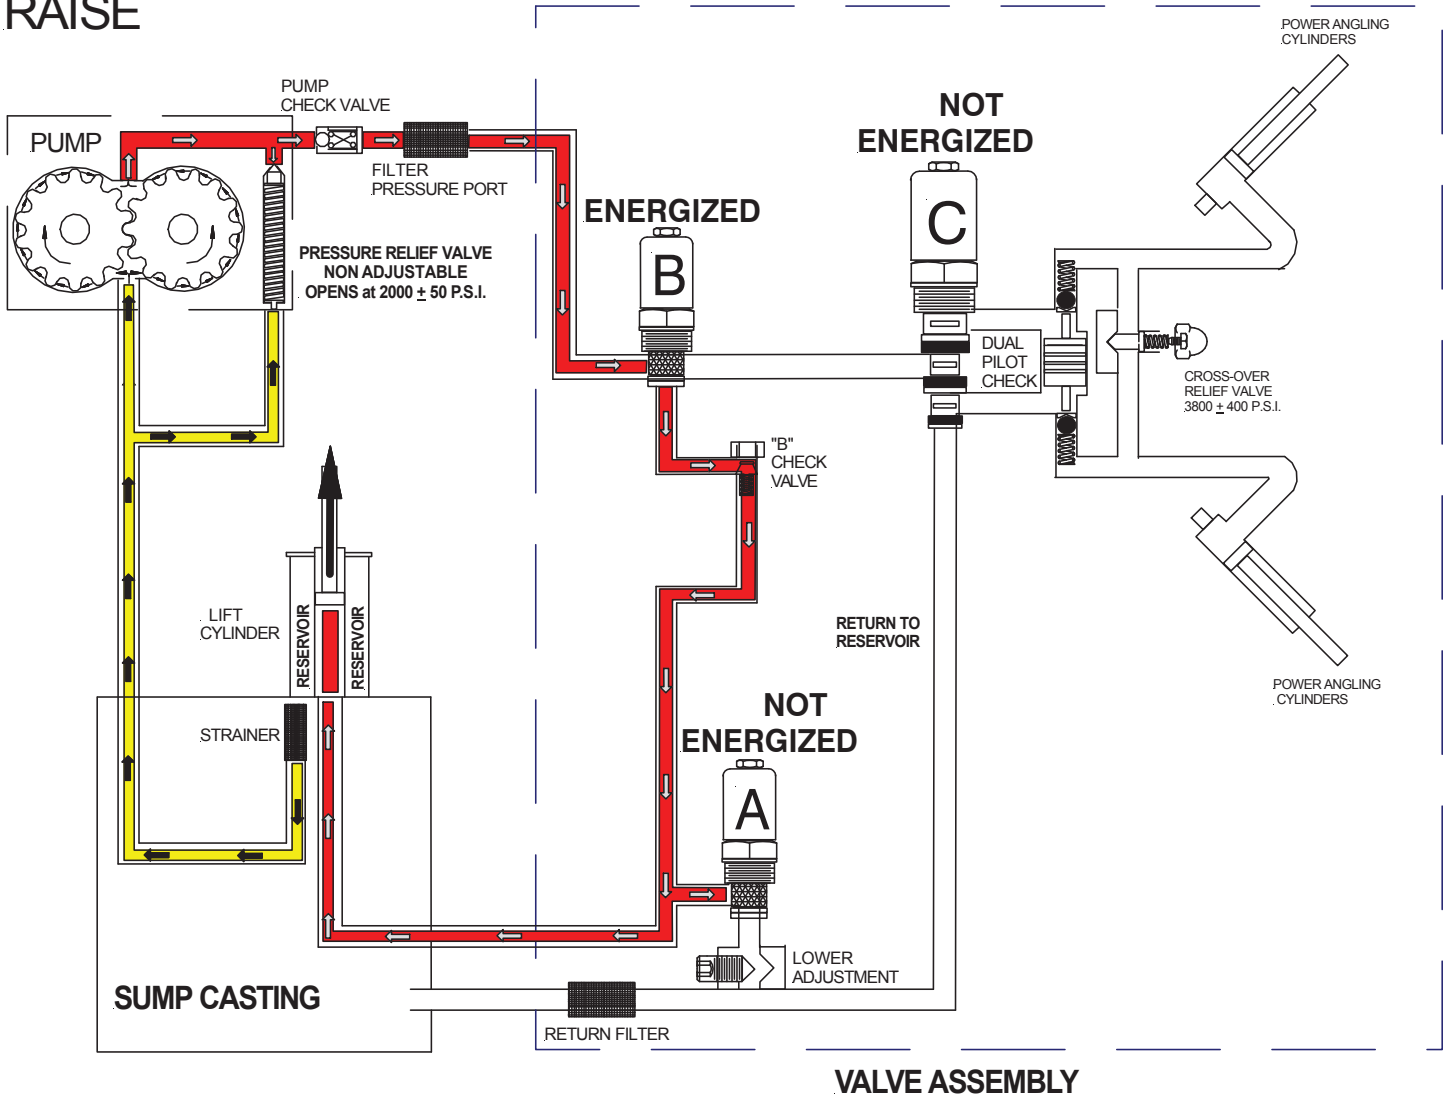 RAISE
POWER ANGLING
CYLINDERS
PUMP
CHECK VALVE
NOT
ENERGIZED
PUMP
FILTER
PRESSURE PORT
ENERGIZED
C
B
PRESSURE RELIEF VALVE
NON ADJUSTABLE
OPENS at 2000 ± 50 P.S.I.
DUAL
PILOT
CHECK
CROSS-OVER
RELIEF VALVE
3800 ± 400 P.S.I.
"B"
CHECK
VALVE
LIFT
CYLINDER
RESERVOIR
RESERVOIR
RETURN TO
RESERVOIR
POWER ANGLING
CYLINDERS
STRAINER
NOT
ENERGIZED
A
LOWER
ADJUSTMENT
SUMP CASTING
RETURN FILTER
VALVE ASSEMBLY